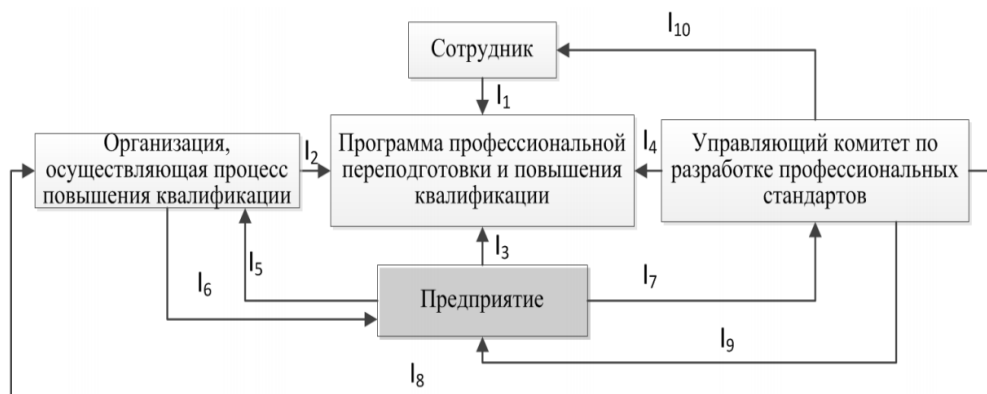 I10
Сотрудник
I1
Организация,
осуществляющая процесс
повышения квалификации
I2
Программа профессиональной
переподготовки и повышения
квалификации
I4
Управляющий комитет по
разработке профессиональных
стандартов
I3
I5
I6
Предприятие
I7
I9
I8